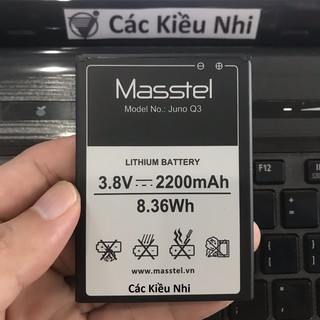 Các Kiều Nhi
Masstel
Model No.: Juno Q3
LITHIUM BATTERY
3.8V 2200mAh
8.36Wh
www.masstel.vn
Các Kiều Nhi